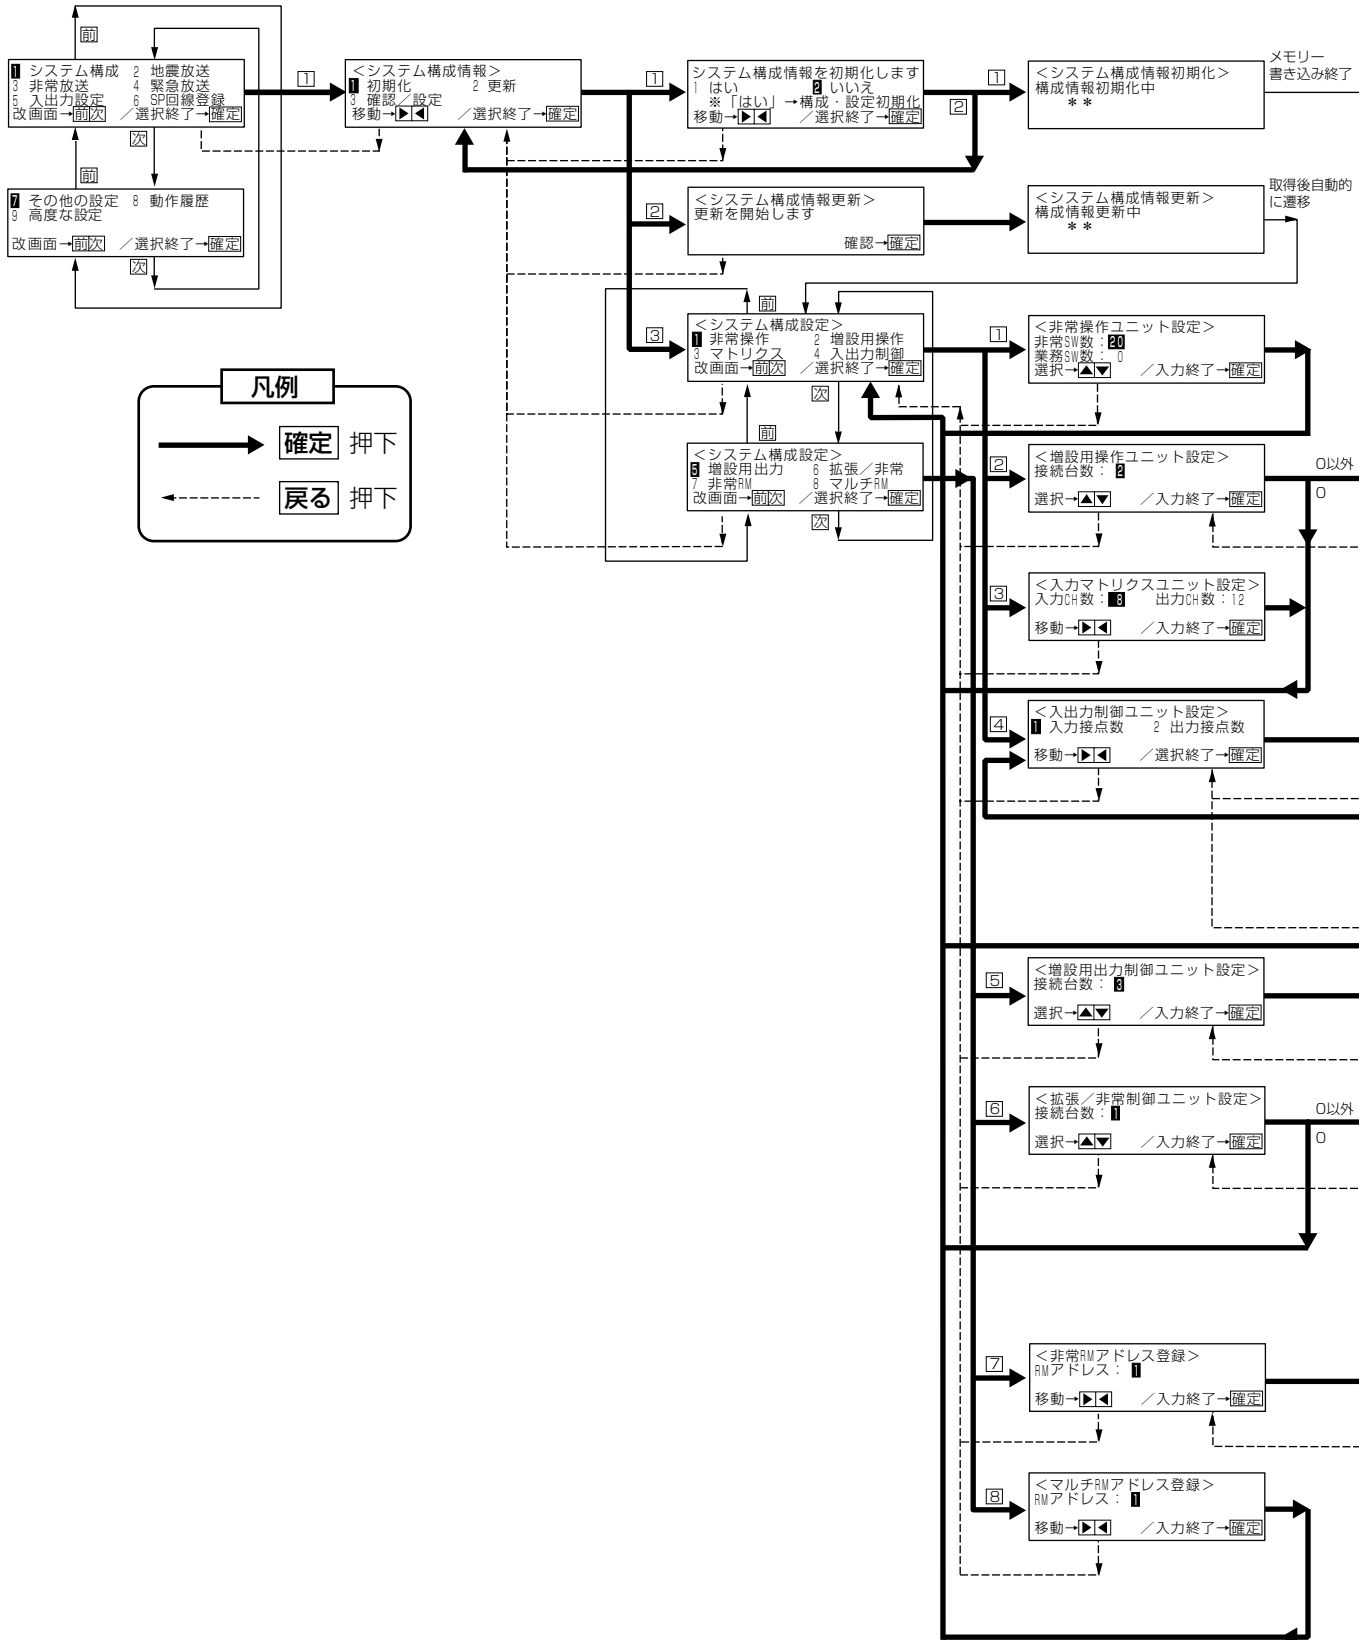 前
1 システム構成 2 地震放送
3 非常放送 4 緊急放送
5 入出力設定 6 SP回線登録
改画面→前次 ／選択終了→確定
次
前
7 その他の設定 8 動作履歴
9 高度な設定
改画面→前次 ／選択終了→確定
次
1
＜システム構成情報＞
1 初期化 2 更新
3 確認／設定
移動→▶◀ ／選択終了→確定
1
システム構成情報を初期化します
1 はい 2 いいえ
※「はい」→構成・設定初期化
移動→▶◀ ／選択終了→確定
1
2
＜システム構成情報初期化＞
構成情報初期化中
＊＊
メモリー
書き込み終了
2
＜システム構成情報更新＞
更新を開始します
確認→確定
＜システム構成情報更新＞
構成情報更新中
＊＊
取得後自動的
に遷移
3
前
＜システム構成設定＞
1 非常操作 2 増設用操作
3 マトリクス 4 入出力制御
改画面→前次 ／選択終了→確定
次
前
＜システム構成設定＞
5 増設用出力 6 拡張／非常
7 非常RM 8 マルチRM
改画面→前次 ／選択終了→確定
次
凡例
確定 押下
戻る 押下
1
＜非常操作ユニット設定＞
非常SW数：20
業務SW数： 0
選択→▲▼ ／入力終了→確定
2
＜増設用操作ユニット設定＞
接続台数： 2
選択→▲▼ ／入力終了→確定
0以外
0
3
＜入力マトリクスユニット設定＞
入力CH数： 8 出力CH数：12
移動→▶◀ ／入力終了→確定
4
＜入出力制御ユニット設定＞
1 入力接点数 2 出力接点数
移動→▶◀ ／選択終了→確定
5
＜増設用出力制御ユニット設定＞
接続台数： 3
選択→▲▼ ／入力終了→確定
6
＜拡張／非常制御ユニット設定＞
接続台数：1
選択→▲▼ ／入力終了→確定
0以外
0
7
＜非常RMアドレス登録＞
RMアドレス： 1
移動→▶◀ ／入力終了→確定
8
＜マルチRMアドレス登録＞
RMアドレス： 1
移動→▶◀ ／入力終了→確定